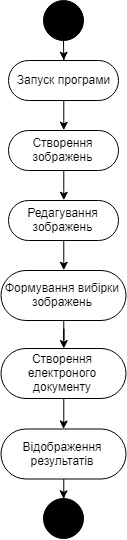 Запуск програми
Створення
зображень
Редагування
зображень
Формування вибірки
зображень
Створення
електроного
документу
Відображення
результатів